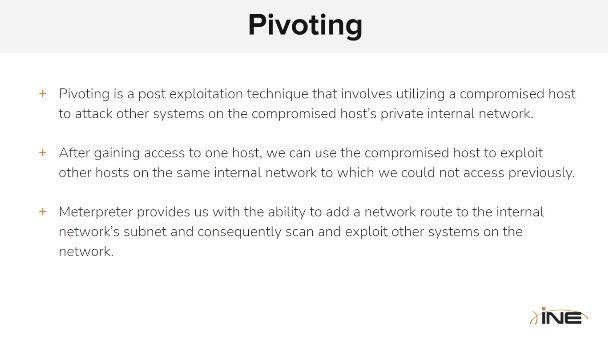 Pivoting
+ Pivoting is a post exploitation technique that involves utilizing a compromised host
to attack other systems on the compromised host's private internal network.
+ After gaining access to one host, we can use the compromised host to exploit
other hosts on the same internal network to which we could not access previously.
+ Meterpreter provides us with the ability to add a network route to the internal
network's subnet and consequently scan and exploit other systems on the
network.
iNE